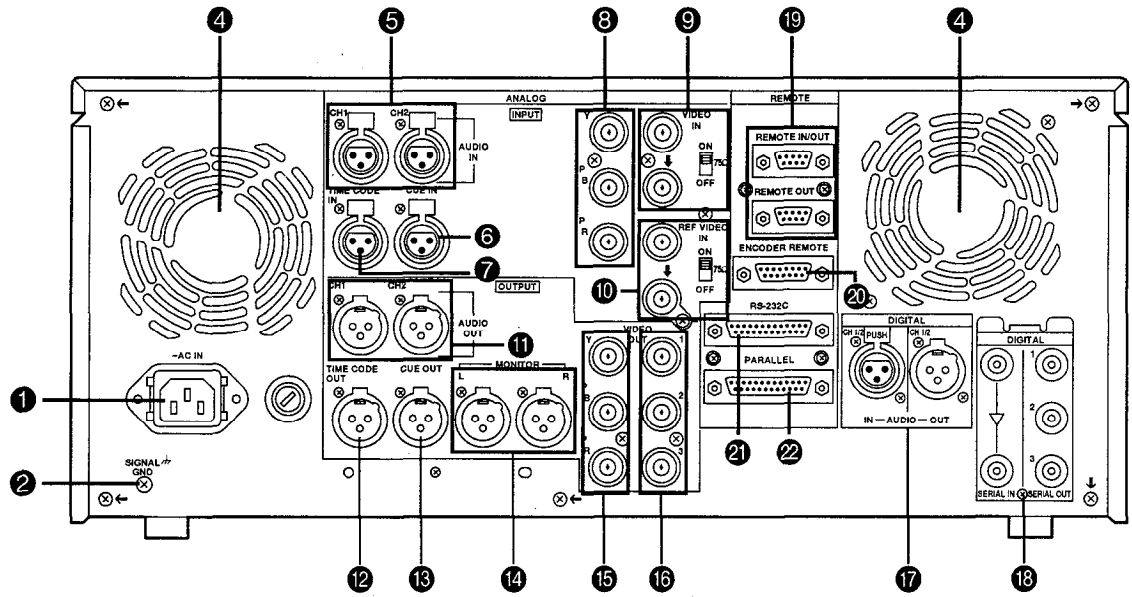 4 5 8 9 19 4
ANALOG
INPUT
REMOTE
CH1 CH2
AUDIO
IN
Y
P
B
P
R
VIDEO
IN
ON
75Ω
OFF
REMOTE IN/OUT
REMOTE OUT
TIME CODE
IN
CUE IN
6
7
REF VIDEO
IN
ON
75Ω
OFF
10
ENCODER REMOTE
20
OUTPUT
CH1 CH2
AUDIO
OUT
11
VIDEO
OUT
Y
B
R
1
2
3
RS-232C
PARALLEL
21 22
DIGITAL
CH 1/2 PUSH CH 1/2
IN — AUDIO — OUT
DIGITAL
1
2
3
SERIAL IN SERIAL OUT
~AC IN
1
SIGNAL
GND
2
TIME CODE
OUT
CUE OUT
MONITOR
L R
12 13 14 15 16 17 18